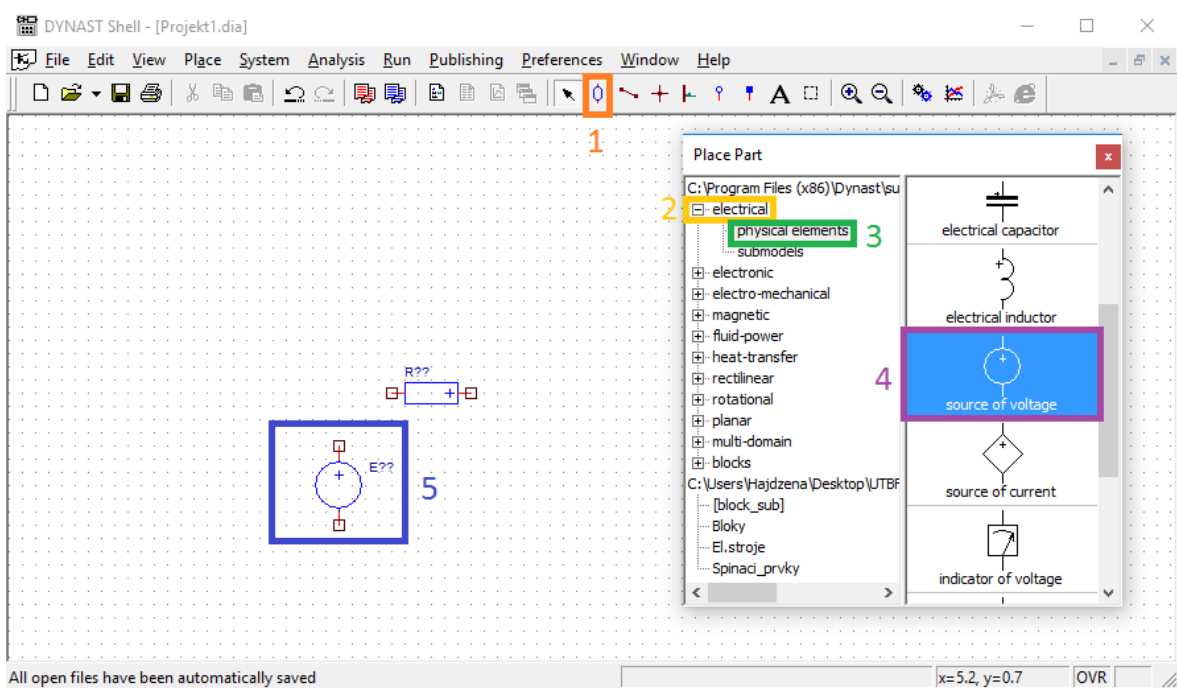 DYNAST Shell - [Projekt1.dia]
File Edit View Place System Analysis Run Publishing Preferences Window Help
A
1
Place Part
x
C:\Program Files (x86)\Dynast\su
2
electrical
physical elements
3
submodels
electronic
electro-mechanical
magnetic
fluid-power
heat-transfer
rectilinear
rotational
planar
multi-domain
blocks
C:\Users\Hajdzena\Desktop\UTBF
[block_sub]
Bloky
El.stroje
Spinaci_prvky
electrical capacitor
electrical inductor
4
source of voltage
source of current
indicator of voltage
R??
E??
5
All open files have been automatically saved
x=5.2, y=0.7
OVR